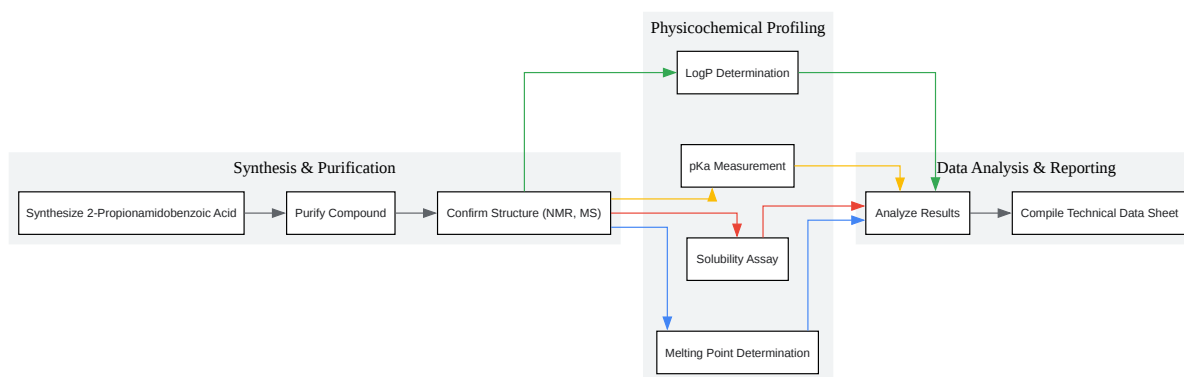 Physicochemical Profiling
LogP Determination
Synthesis & Purification
pKa Measurement
Data Analysis & Reporting
Synthesize 2-Propionamidobenzoic Acid
Purify Compound
Confirm Structure (NMR, MS)
Analyze Results
Compile Technical Data Sheet
Solubility Assay
Melting Point Determination